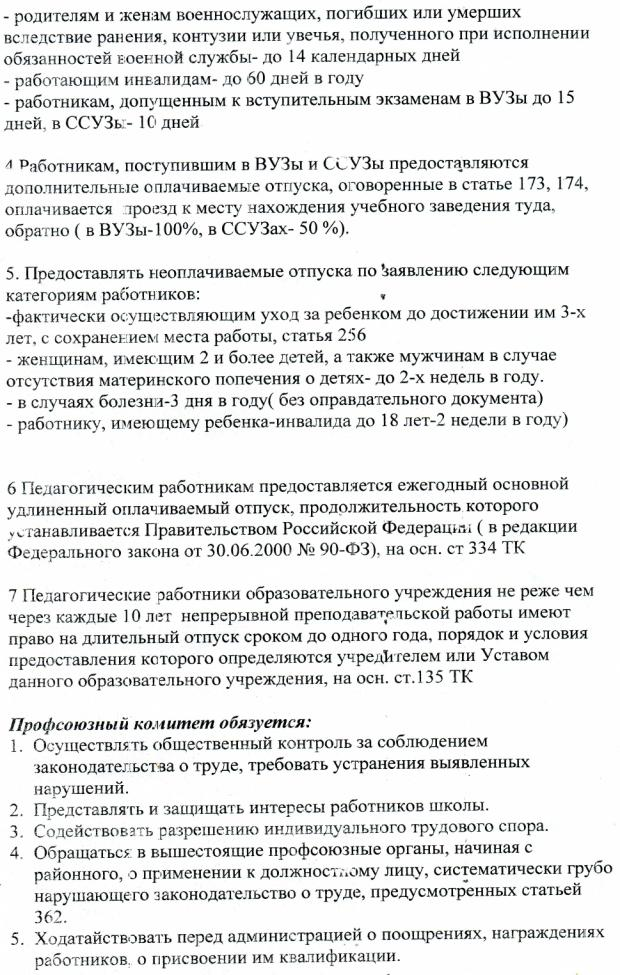 - родителям и женам военнослужащих, погибших или умерших
вследствие ранения, контузии или увечья, полученного при исполнении
обязанностей военной службы- до 14 календарных дней
- работающим инвалидам- до 60 дней в году
- работникам, допущенным к вступительным экзаменам в ВУЗы до 15
дней, в ССУЗы- 10 дней
4 Работникам, поступившим в ВУЗы и ССУЗы предоставляются
дополнительные оплачиваемые отпуска, оговоренные в статье 173, 174,
оплачивается проезд к месту нахождения учебного заведения туда,
обратно ( в ВУЗы-100%, в ССУЗах- 50 %).
5. Предоставлять неоплачиваемые отпуска по заявлению следующим
категориям работников:
-фактически осуществляющим уход за ребенком до достижении им 3-х
лет, с сохранением места работы, статья 256
- женщинам, имеющим 2 и более детей, а также мужчинам в случае
отсутствия материнского попечения о детях- до 2-х недель в году.
- в случаях болезни-3 дня в году( без оправдательного документа)
- работнику, имеющему ребенка-инвалида до 18 лет-2 недели в году)
6 Педагогическим работникам предоставляется ежегодный основной
удлиненный оплачиваемый отпуск, продолжительность которого
устанавливается Правительством Российской Федерации ( в редакции
Федерального закона от 30.06.2000 № 90-ФЗ), на осн. ст 334 ТК
7 Педагогические работники образовательного учреждения не реже чем
через каждые 10 лет непрерывной преподавательской работы имеют
право на длительный отпуск сроком до одного года, порядок и условия
предоставления которого определяются учредителем или Уставом
данного образовательного учреждения, на осн. ст.135 ТК
Профсоюзный комитет обязуется:
1. Осуществлять общественный контроль за соблюдением
законодательства о труде, требовать устранения выявленных
нарушений.
2. Представлять и защищать интересы работников школы.
3. Содействовать разрешению индивидуального трудового спора.
4. Обращаться в вышестоящие профсоюзные органы, начиная с
районного, о применении к должностному лицу, систематически грубо
нарушающего законодательство о труде, предусмотренных статьей
362.
5. Ходатайствовать перед администрацией о поощрениях, награждениях
работников, о присвоении им квалификации.